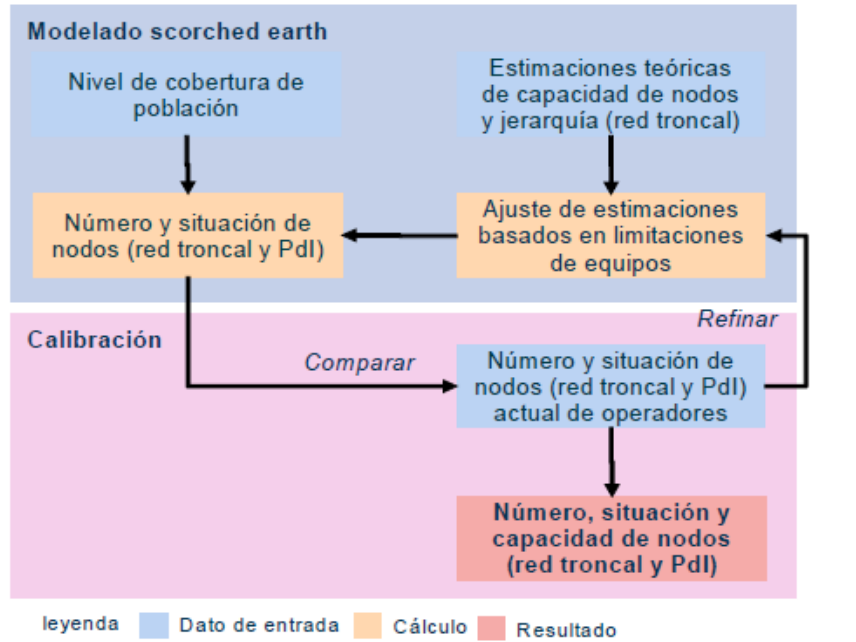 Modelado scorched earth
Nivel de cobertura de
población
Estimaciones teóricas
de capacidad de nodos
y jerarquía (red troncal)
Número y situación de
nodos (red troncal y PdI)
Ajuste de estimaciones
basados en limitaciones
de equipos
Refinar
Calibración
Comparar
Número y situación de
nodos (red troncal y PdI)
actual de operadores
Número, situación y
capacidad de nodos
(red troncal y PdI)
leyenda
Dato de entrada
Cálculo
Resultado